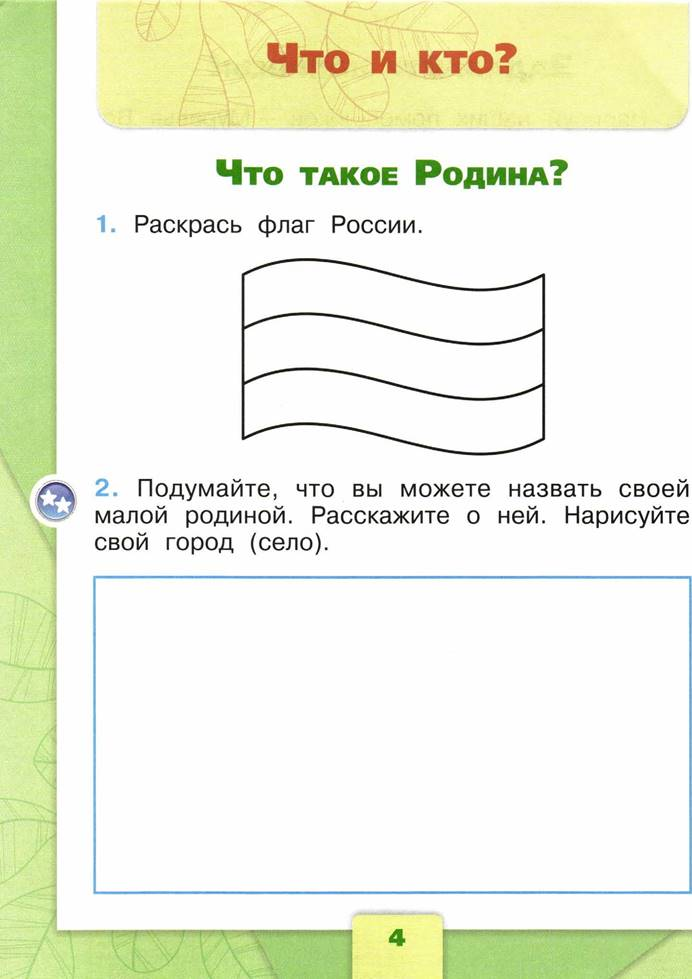 Что и кто?
Что такое Родина?
1. Раскрась флаг России.
2. Подумайте, что вы можете назвать своей
малой родиной. Расскажите о ней. Нарисуйте
свой город (село).
4